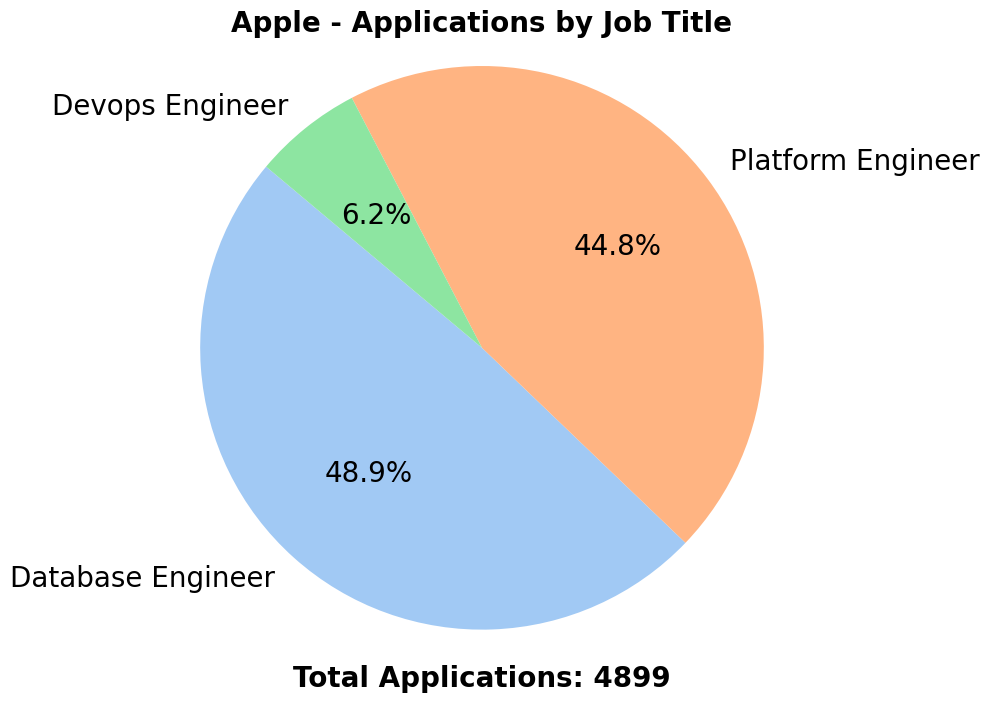 Apple - Applications by Job Title
Devops Engineer
Platform Engineer
6.2%
44.8%
48.9%
Database Engineer
Total Applications: 4899